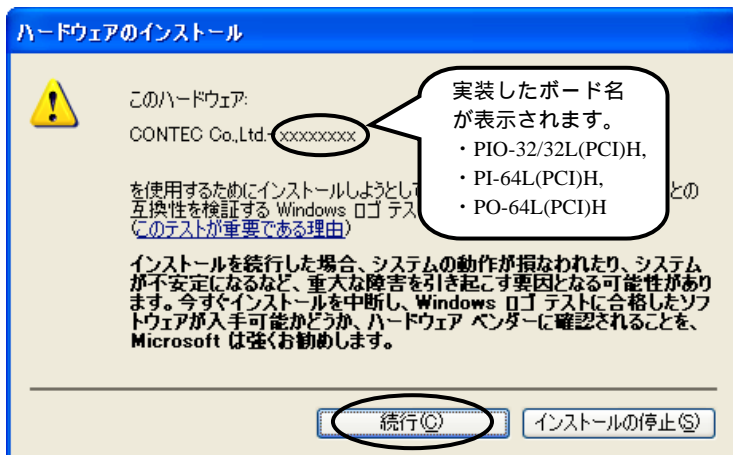 ハードウェアのインストール
このハードウェア:
CONTEC Co.,Ltd.- xxxxxxxx
実装したボード名
が表示されます。
・PIO-32/32L(PCI)H,
・PI-64L(PCI)H,
・PO-64L(PCI)H
を使用するためにインストールしようとして との
互換性を検証する Windows ロゴ テス
(このテストが重要である理由)
インストールを続行した場合、システムの動作が損なわれたり、システム
が不安定になるなど、重大な障害を引き起こす要因となる可能性があり
ます。今すぐインストールを中断し、Windows ロゴ テストに合格したソフ
トウェアが入手可能かどうか、ハードウェア ベンダーに確認されることを、
Microsoft は強くお勧めします。
続行(C)
インストールの停止(S)